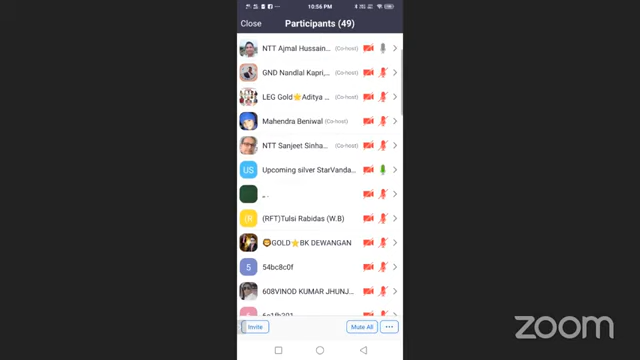 10:56 PM
Close
Participants (49)
NTT Ajmal Hussain... (Co-host)
GND Nandlal Kapri,... (Co-host)
LEG Gold⭐Aditya ... (Co-host)
Mahendra Beniwal (Co-host)
NTT Sanjeet Sinha... (Co-host)
US Upcoming silver StarVanda...
.. .
(R (RFT)Tulsi Rabidas (W.B)
🦁GOLD⭐BK DEWANGAN
5 54bc8c0f
608VINOD KUMAR JHUNJ...
Invite
Mute All
...
zoom